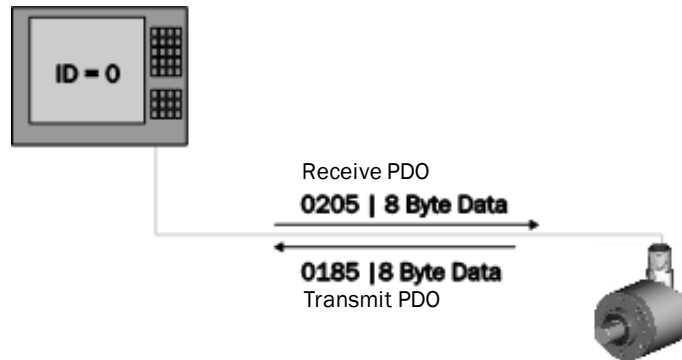 ID = 0
Receive PDO
0205 | 8 Byte Data
0185 |8 Byte Data
Transmit PDO